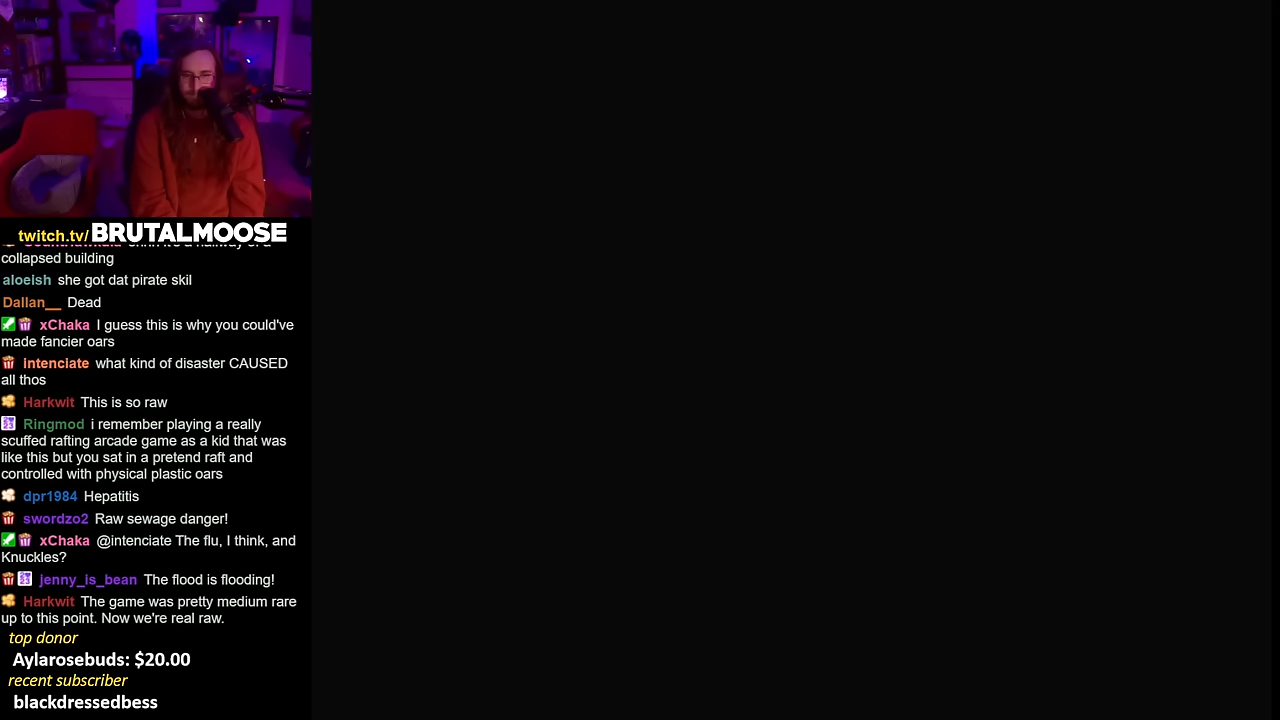 twitch.tv/BRUTALMOOSE
collapsed building
aloeish she got dat pirate skil
Dallan__ Dead
xChaka I guess this is why you could've
made fancier oars
intenciate what kind of disaster CAUSED
all thos
Harkwit This is so raw
Ringmod i remember playing a really
scuffed rafting arcade game as a kid that was
like this but you sat in a pretend raft and
controlled with physical plastic oars
dpr1984 Hepatitis
swordzo2 Raw sewage danger!
xChaka @intenciate The flu, I think, and
Knuckles?
jenny_is_bean The flood is flooding!
Harkwit The game was pretty medium rare
up to this point. Now we're real raw.
top donor
Aylarosebuds: $20.00
recent subscriber
blackdressedbess